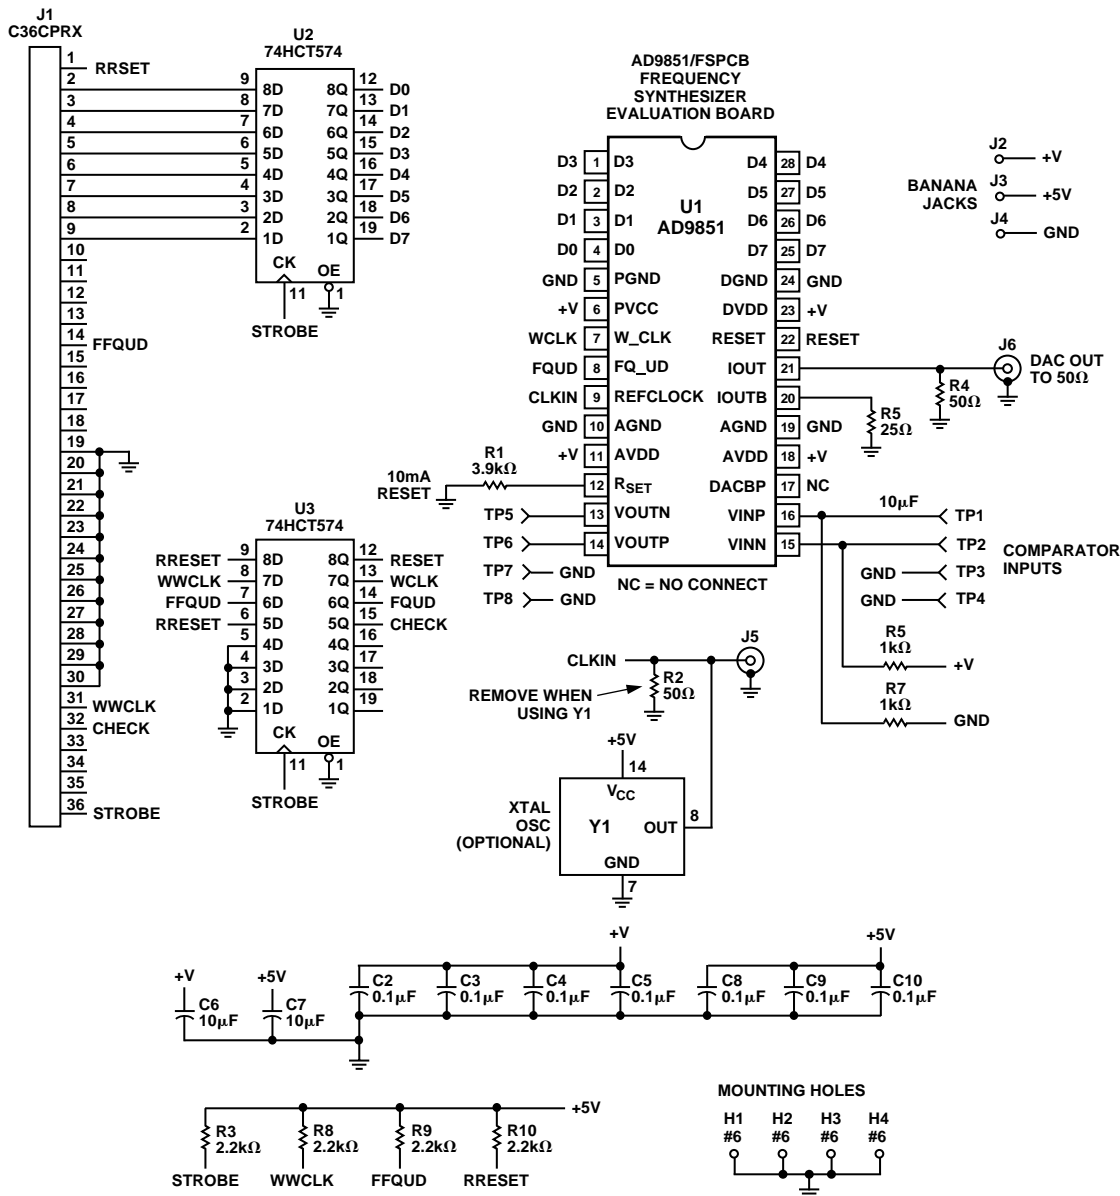 J1
C36CPRX
1
RRSET
2
3
4
5
6
7
8
9
10
11
12
13
14
FFQUD
15
16
17
18
19
20
21
22
23
24
25
26
27
28
29
30
31
WWCLK
32
CHECK
33
34
35
36
STROBE
U2
74HCT574
9 8D 8Q 12 D0
8 7D 7Q 13 D1
7 6D 6Q 14 D2
6 5D 5Q 15 D3
5 4D 4Q 16 D4
4 3D 3Q 17 D5
3 2D 2Q 18 D6
2 1D 1Q 19 D7
CK OE
11 1
STROBE
U3
74HCT574
RRESET 9 8D 8Q 12 RESET
WWCLK 8 7D 7Q 13 WCLK
FFQUD 7 6D 6Q 14 FQUD
RRESET 6 5D 5Q 15 CHECK
5 4D 4Q 16
4 3D 3Q 17
3 2D 2Q 18
2 1D 1Q 19
CK OE
11 1
STROBE
AD9851/FSPCB
FREQUENCY
SYNTHESIZER
EVALUATION BOARD
U1
AD9851
D3 1 D3 D4 28 D4
D2 2 D2 D5 27 D5
D1 3 D1 D6 26 D6
D0 4 D0 D7 25 D7
GND 5 PGND DGND 24 GND
+V 6 PVCC DVDD 23 +V
WCLK 7 W_CLK RESET 22 RESET
FQUD 8 FQ_UD IOUT 21
CLKIN 9 REFCLOCK IOUTB 20
GND 10 AGND AGND 19 GND
+V 11 AVDD AVDD 18 +V
12 RSET DACBP 17 NC
TP5 13 VOUTN VINP 16
TP6 14 VOUTP VINN 15
TP7 GND
TP8 GND
NC = NO CONNECT
R1
3.9kΩ
10mA
RESET
BANANA
JACKS
J2
+V
J3
+5V
J4
GND
J6
DAC OUT
TO 50Ω
R4
50Ω
R5
25Ω
10µF
TP1
TP2
GND TP3
GND TP4
COMPARATOR
INPUTS
R5
1kΩ
+V
R7
1kΩ
GND
CLKIN
J5
R2
50Ω
REMOVE WHEN
USING Y1
+5V
14
VCC
XTAL
OSC
(OPTIONAL)
Y1
OUT
8
GND
7
+V
C6
10µF
+5V
C7
10µF
+V
C2
0.1µF
C3
0.1µF
C4
0.1µF
C5
0.1µF
+5V
C8
0.1µF
C9
0.1µF
C10
0.1µF
+5V
R3
2.2kΩ
R8
2.2kΩ
R9
2.2kΩ
R10
2.2kΩ
STROBE WWCLK FFQUD RRESET
MOUNTING HOLES
H1 H2 H3 H4
#6 #6 #6 #6